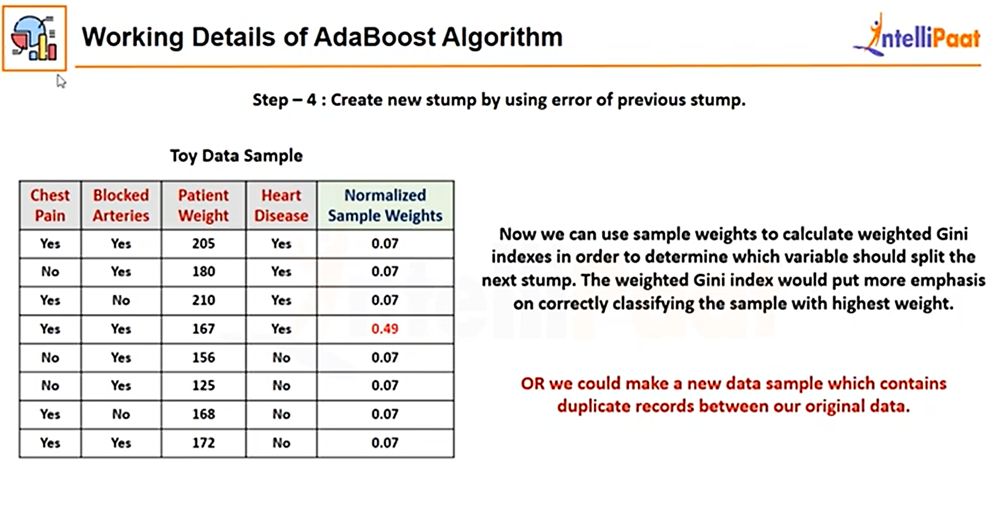 Working Details of AdaBoost Algorithm
IntelliPaat
Step – 4 : Create new stump by using error of previous stump.
Toy Data Sample
Chest Pain Blocked Arteries Patient Weight Heart Disease Normalized Sample Weights
Yes Yes 205 Yes 0.07
No Yes 180 Yes 0.07
Yes No 210 Yes 0.07
Yes Yes 167 Yes 0.49
No Yes 156 No 0.07
No Yes 125 No 0.07
Yes No 168 No 0.07
Yes Yes 172 No 0.07
Now we can use sample weights to calculate weighted Gini
indexes in order to determine which variable should split the
next stump. The weighted Gini index would put more emphasis
on correctly classifying the sample with highest weight.
OR we could make a new data sample which contains
duplicate records between our original data.